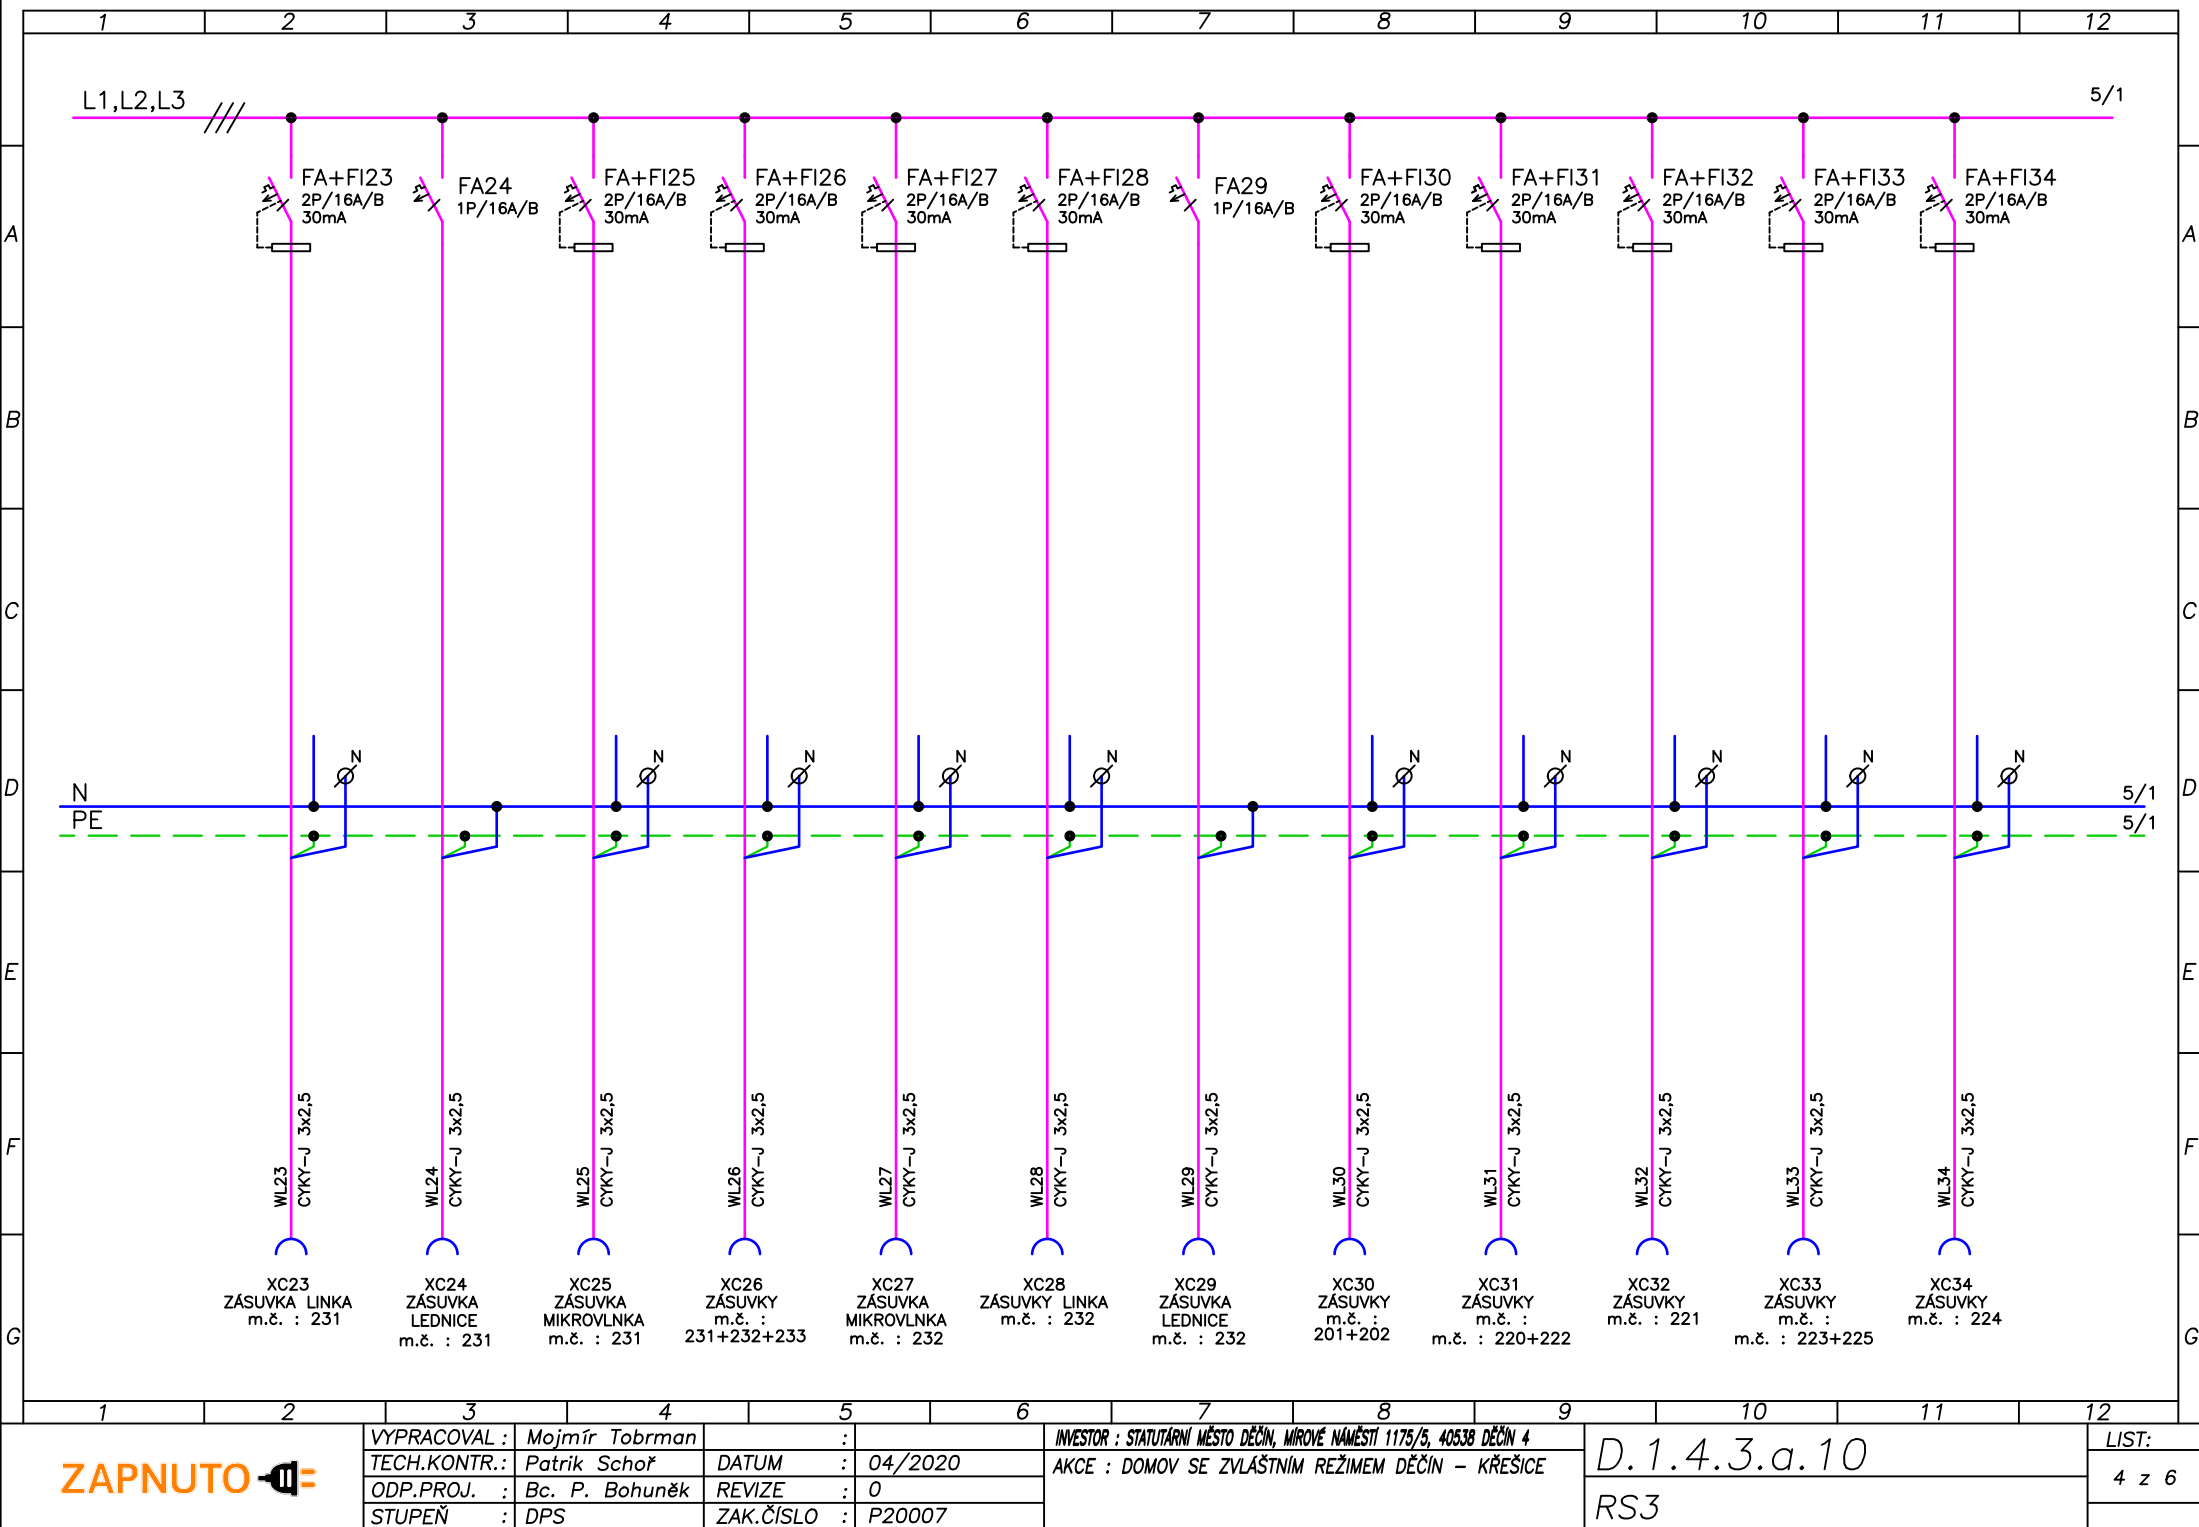 1 2 3 4 5 6 7 8 9 10 11 12
L1,L2,L3
5/1
FA+FI23
2P/16A/B
30mA
FA24
1P/16A/B
FA+FI25
2P/16A/B
30mA
FA+FI26
2P/16A/B
30mA
FA+FI27
2P/16A/B
30mA
FA+FI28
2P/16A/B
30mA
FA29
1P/16A/B
FA+FI30
2P/16A/B
30mA
FA+FI31
2P/16A/B
30mA
FA+FI32
2P/16A/B
30mA
FA+FI33
2P/16A/B
30mA
FA+FI34
2P/16A/B
30mA
A A
B B
C C
N N N N N N N N N N
D D
N 5/1
PE 5/1
E E
F F
WL23
CYKY-J 3x2,5
WL24
CYKY-J 3x2,5
WL25
CYKY-J 3x2,5
WL26
CYKY-J 3x2,5
WL27
CYKY-J 3x2,5
WL28
CYKY-J 3x2,5
WL29
CYKY-J 3x2,5
WL30
CYKY-J 3x2,5
WL31
CYKY-J 3x2,5
WL32
CYKY-J 3x2,5
WL33
CYKY-J 3x2,5
WL34
CYKY-J 3x2,5
XC23
ZÁSUVKA LINKA
m.č. : 231
XC24
ZÁSUVKA
LEDNICE
m.č. : 231
XC25
ZÁSUVKA
MIKROVLNKA
m.č. : 231
XC26
ZÁSUVKY
m.č. :
231+232+233
XC27
ZÁSUVKA
MIKROVLNKA
m.č. : 232
XC28
ZÁSUVKY LINKA
m.č. : 232
XC29
ZÁSUVKA
LEDNICE
m.č. : 232
XC30
ZÁSUVKY
m.č. :
201+202
XC31
ZÁSUVKY
m.č. :
m.č. : 220+222
XC32
ZÁSUVKY
m.č. : 221
XC33
ZÁSUVKY
m.č. :
m.č. : 223+225
XC34
ZÁSUVKY
m.č. : 224
G G
1 2 3 4 5 6 7 8 9 10 11 12
ZAPNUTO
VYPRACOVAL : Mojmír Tobrman :
TECH.KONTR.: Patrik Schoř DATUM : 04/2020
ODP.PROJ. : Bc. P. Bohuněk REVIZE : 0
STUPEŇ : DPS ZAK.ČÍSLO : P20007
INVESTOR : STATUTÁRNÍ MĚSTO DĚČÍN, MÍROVÉ NÁMĚSTÍ 1175/5, 40538 DĚČÍN 4
AKCE : DOMOV SE ZVLÁŠTNÍM REŽIMEM DĚČÍN – KŘEŠICE
D.1.4.3.a.10
RS3
LIST:
4 z 6